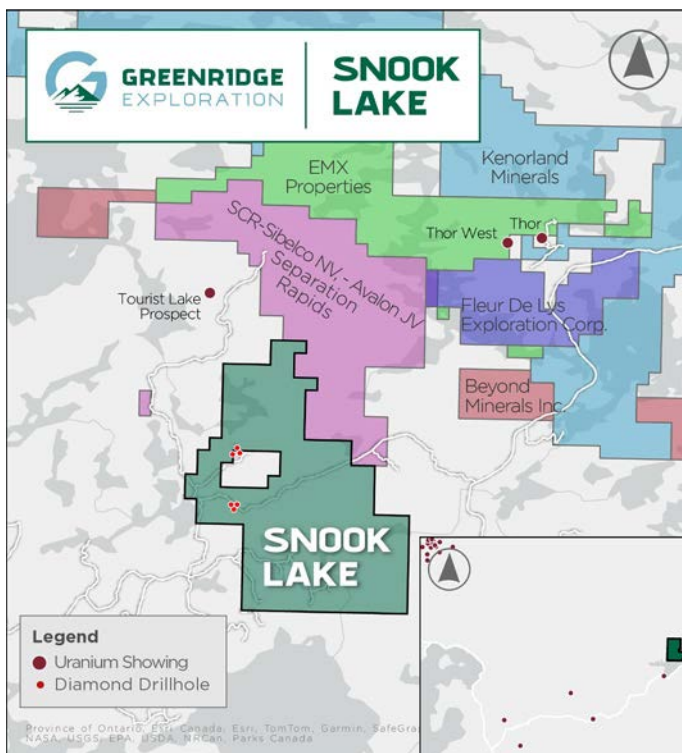 GREENRIDGE
EXPLORATION
SNOOK
LAKE
EMX
Properties
Kenorland
Minerals
SCR-Sibelco NV. - Avalon JV
Separation
Rapids
Thor West
Thor
Tourist Lake
Prospect
Fleur De Lys
Exploration Corp.
Beyond
Minerals Inc.
SNOOK
LAKE
Legend
Uranium Showing
Diamond Drillhole
Province of Ontario, Esri Canada, Esri, TomTom, Garmin, SafeGra
NASA, USGS, EPA, USDA, NRCan, Parks Canada